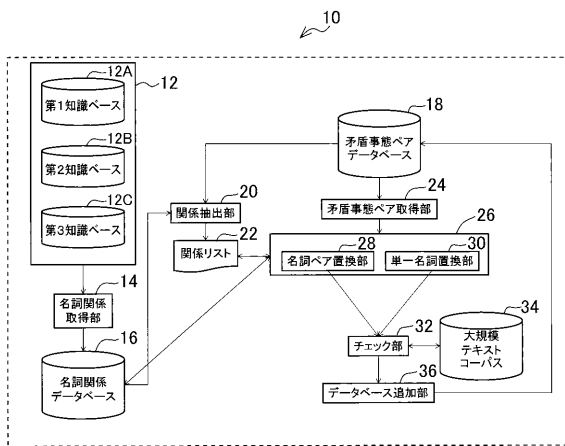 10
12A
12
第1知識ベース
12B
第2知識ベース
12C
第3知識ベース
14
名詞関係
取得部
16
名詞関係
データベース
18
矛盾事態ペア
データベース
20
関係抽出部
22
関係リスト
24
矛盾事態ペア取得部
26
28
名詞ペア置換部
30
単一名詞置換部
32
チェック部
34
大規模
テキスト
コーパス
36
データベース追加部